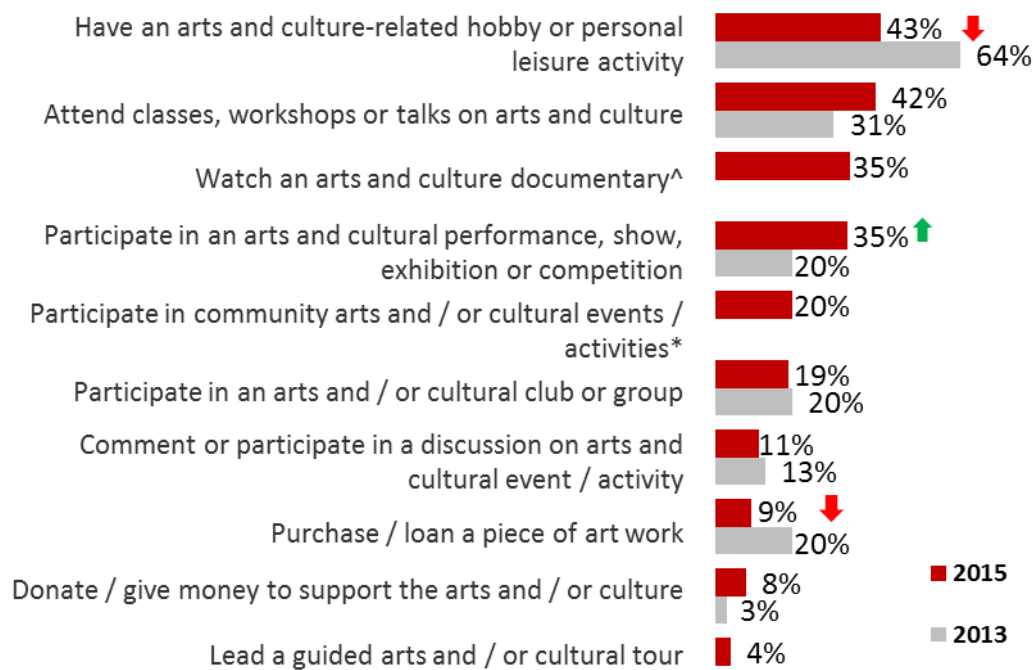 Have an arts and culture-related hobby or personal
leisure activity
43%
64%
Attend classes, workshops or talks on arts and culture
42%
31%
Watch an arts and culture documentary^
35%
Participate in an arts and cultural performance, show,
exhibition or competition
35%
20%
Participate in community arts and / or cultural events /
activities*
20%
Participate in an arts and / or cultural club or group
19%
20%
Comment or participate in a discussion on arts and
cultural event / activity
11%
13%
Purchase / loan a piece of art work
9%
20%
Donate / give money to support the arts and / or culture
8%
3%
Lead a guided arts and / or cultural tour
4%
2015
2013